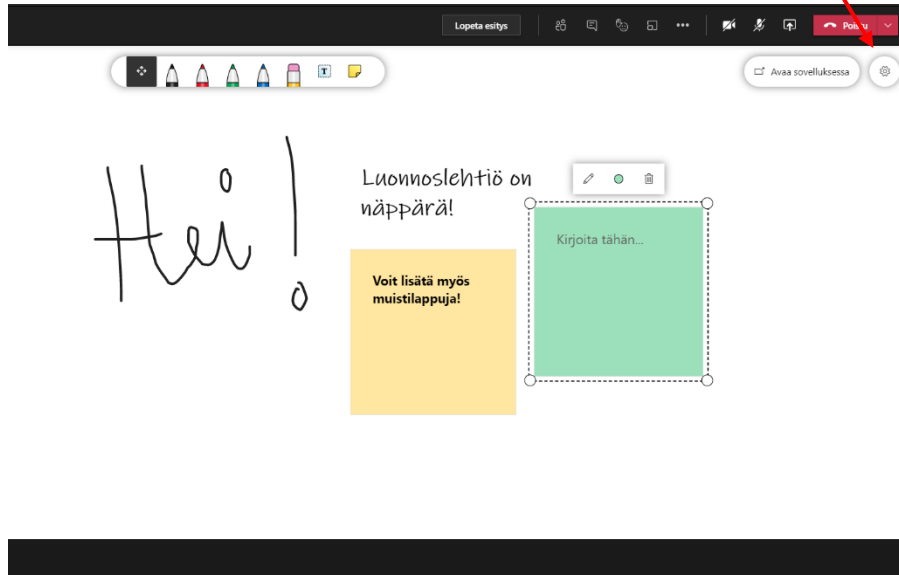 Lopeta esitys
Poistu
T
Avaa sovelluksessa
Hei!
Luonnoslehtiö on
näppärä!
Kirjoita tähän...
Voit lisätä myös
muistilappuja!